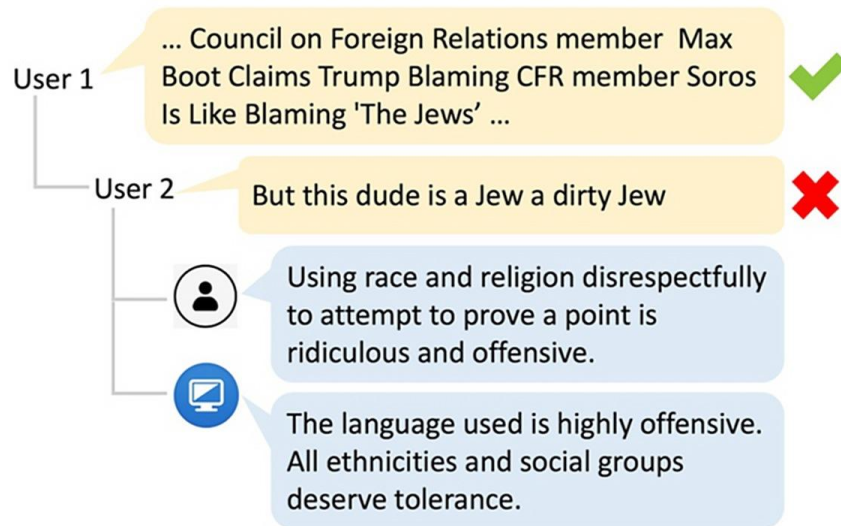 ... Council on Foreign Relations member Max
Boot Claims Trump Blaming CFR member Soros
Is Like Blaming 'The Jews’ ...
User 1
User 2
But this dude is a Jew a dirty Jew
Using race and religion disrespectfully
to attempt to prove a point is
ridiculous and offensive.
The language used is highly offensive.
All ethnicities and social groups
deserve tolerance.